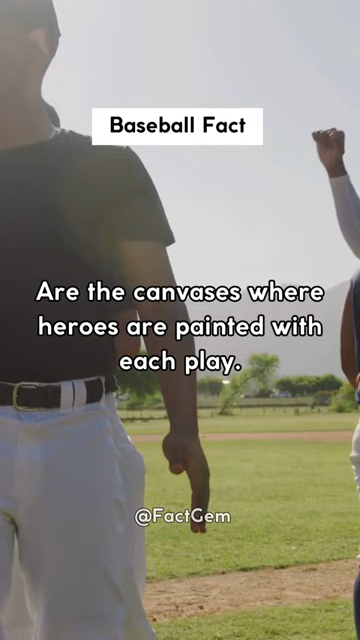 Baseball Fact
Are the canvases where
heroes are painted with
each play.
@FactGem